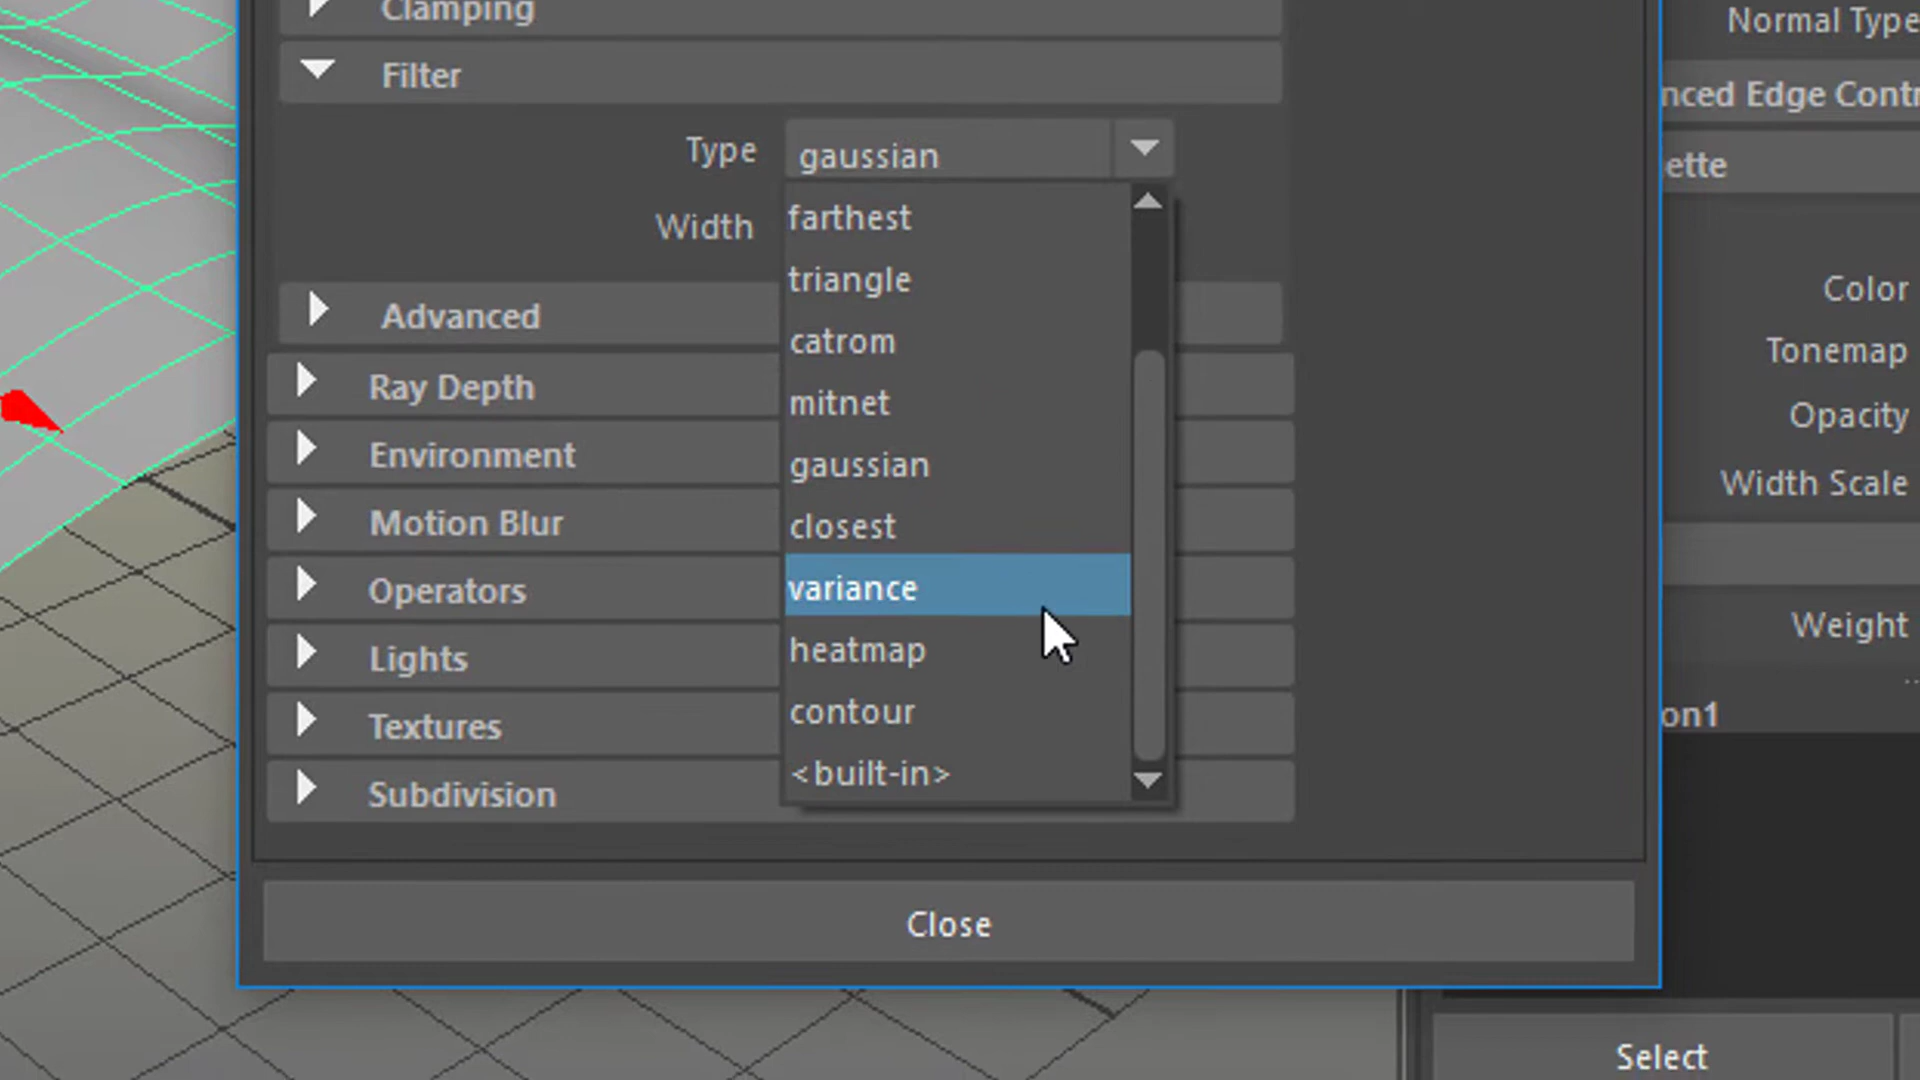 Clamping
Filter
Type
gaussian
Width
farthest
triangle
catrom
mitnet
gaussian
closest
variance
heatmap
contour
<built-in>
Advanced
Ray Depth
Environment
Motion Blur
Operators
Lights
Textures
Subdivision
Close
Normal Type
nced Edge Contr
ette
Color
Tonemap
Opacity
Width Scale
Weight
on1
Select